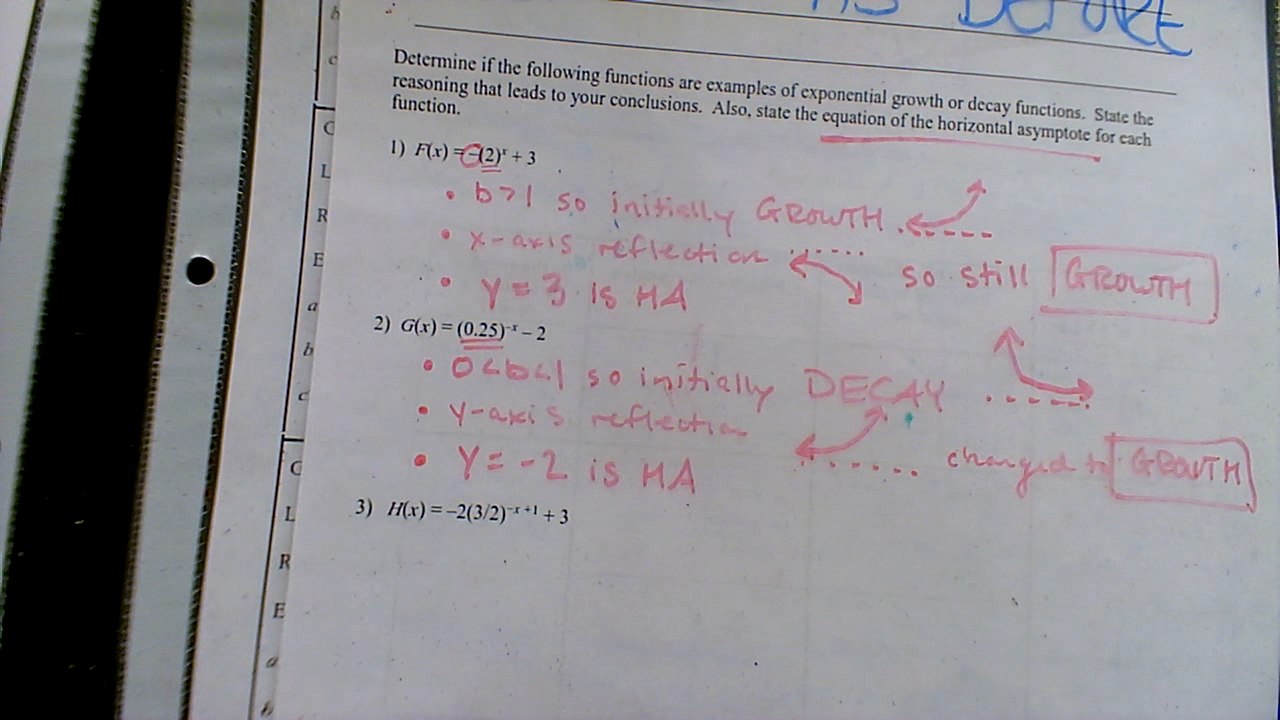 AS BEFORE
Determine if the following functions are examples of exponential growth or decay functions. State the
reasoning that leads to your conclusions. Also, state the equation of the horizontal asymptote for each
function.
1) F(x) = -(2)ˣ + 3
• b>1 so initially GROWTH
• x-axis reflection so still GROWTH
• y = 3 is HA
2) G(x) = (0.25)⁻ˣ – 2
• 0<b<1 so initially DECAY
• y-axis reflection
• y = -2 is HA changed to GROWTH
3) H(x) = –2(3/2)⁻ˣ⁺¹ + 3
b
c
C
L
R
E
a
b
c
C
L
R
E
a
b